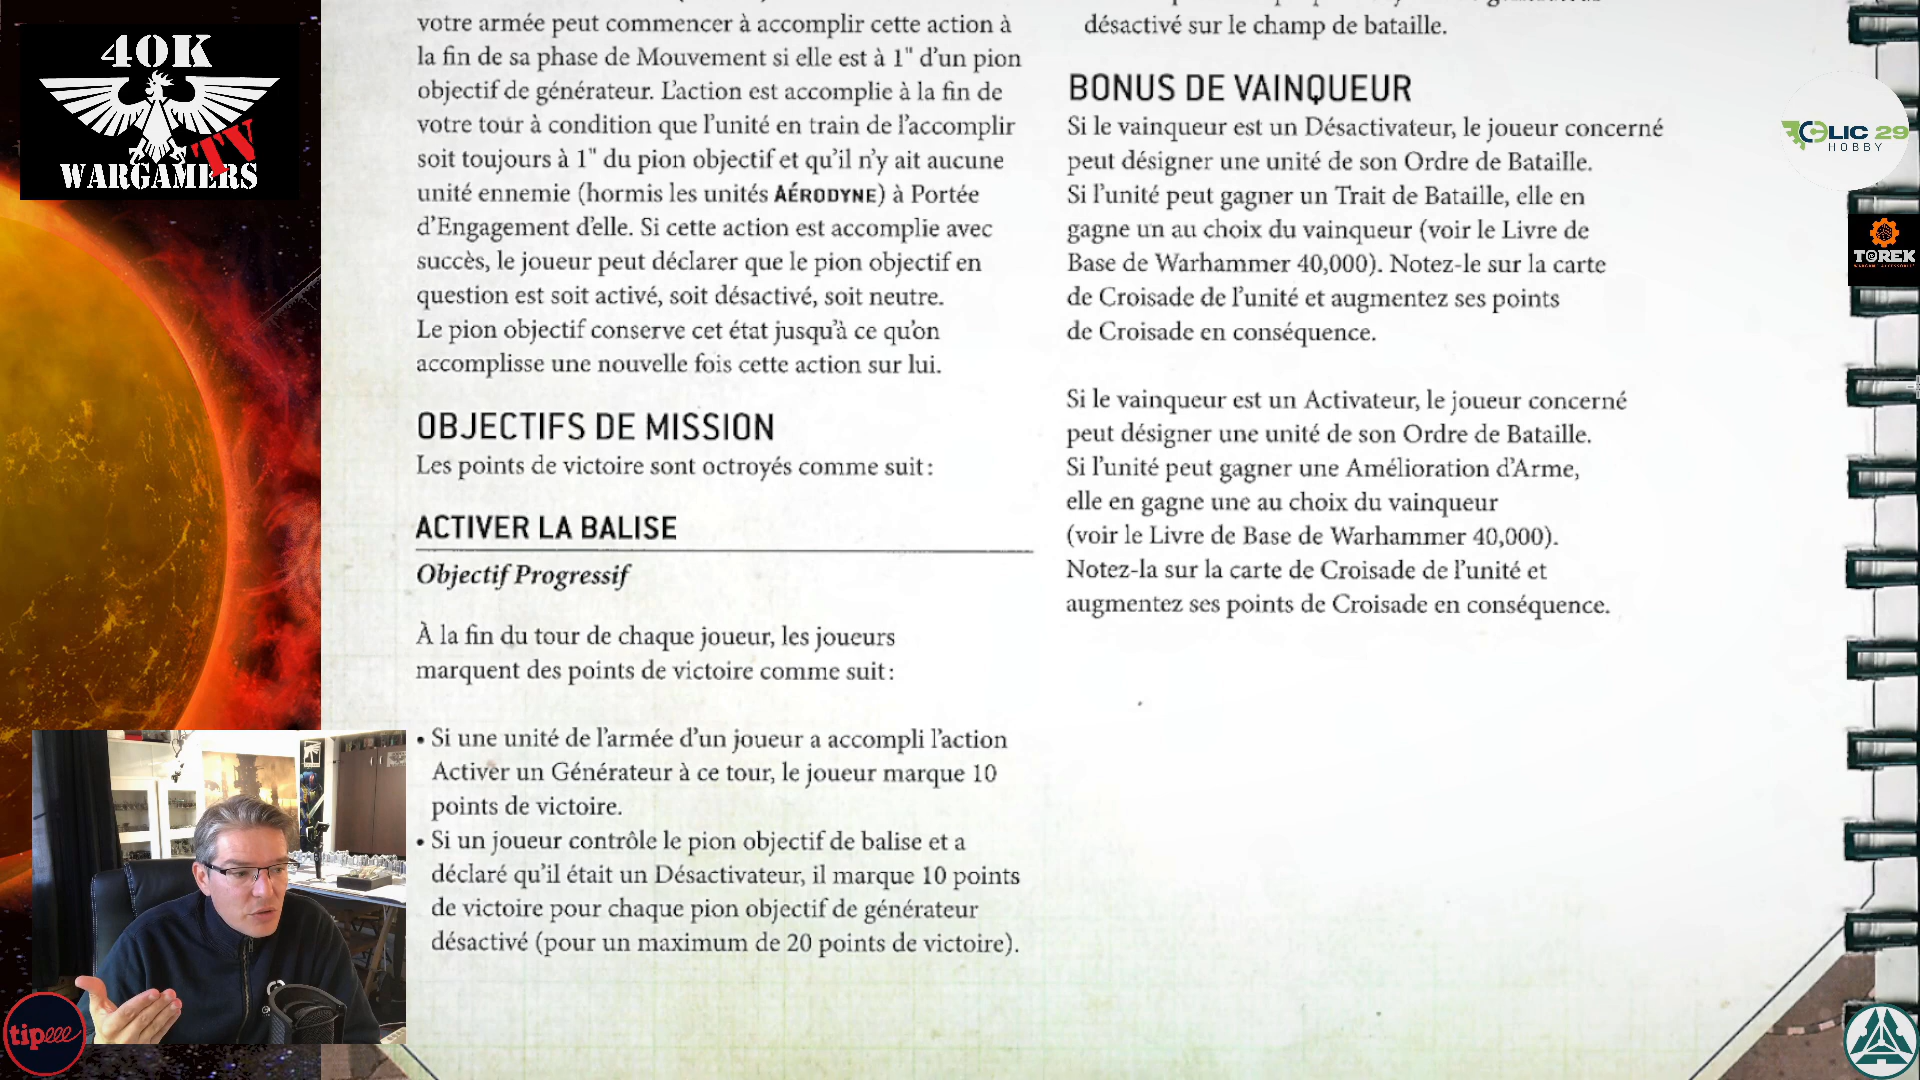 votre armée peut commencer à accomplir cette action à
la fin de sa phase de Mouvement si elle est à 1" d'un pion
objectif de générateur. L'action est accomplie à la fin de
votre tour à condition que l'unité en train de l'accomplir
soit toujours à 1" du pion objectif et qu'il n'y ait aucune
unité ennemie (hormis les unités AÉRODYNE) à Portée
d'Engagement d'elle. Si cette action est accomplie avec
succès, le joueur peut déclarer que le pion objectif en
question est soit activé, soit désactivé, soit neutre.
Le pion objectif conserve cet état jusqu'à ce qu'on
accomplisse une nouvelle fois cette action sur lui.
OBJECTIFS DE MISSION
Les points de victoire sont octroyés comme suit :
ACTIVER LA BALISE
Objectif Progressif
À la fin du tour de chaque joueur, les joueurs
marquent des points de victoire comme suit :
• Si une unité de l'armée d'un joueur a accompli l'action
Activer un Générateur à ce tour, le joueur marque 10
points de victoire.
• Si un joueur contrôle le pion objectif de balise et a
déclaré qu'il était un Désactivateur, il marque 10 points
de victoire pour chaque pion objectif de générateur
désactivé (pour un maximum de 20 points de victoire).
désactivé sur le champ de bataille.
BONUS DE VAINQUEUR
Si le vainqueur est un Désactivateur, le joueur concerné
peut désigner une unité de son Ordre de Bataille.
Si l'unité peut gagner un Trait de Bataille, elle en
gagne un au choix du vainqueur (voir le Livre de
Base de Warhammer 40,000). Notez-le sur la carte
de Croisade de l'unité et augmentez ses points
de Croisade en conséquence.
Si le vainqueur est un Activateur, le joueur concerné
peut désigner une unité de son Ordre de Bataille.
Si l'unité peut gagner une Amélioration d'Arme,
elle en gagne une au choix du vainqueur
(voir le Livre de Base de Warhammer 40,000).
Notez-la sur la carte de Croisade de l'unité et
augmentez ses points de Croisade en conséquence.
40K
WARGAMERS
TV
CLIC 29
HOBBY
TOREK
tipeee